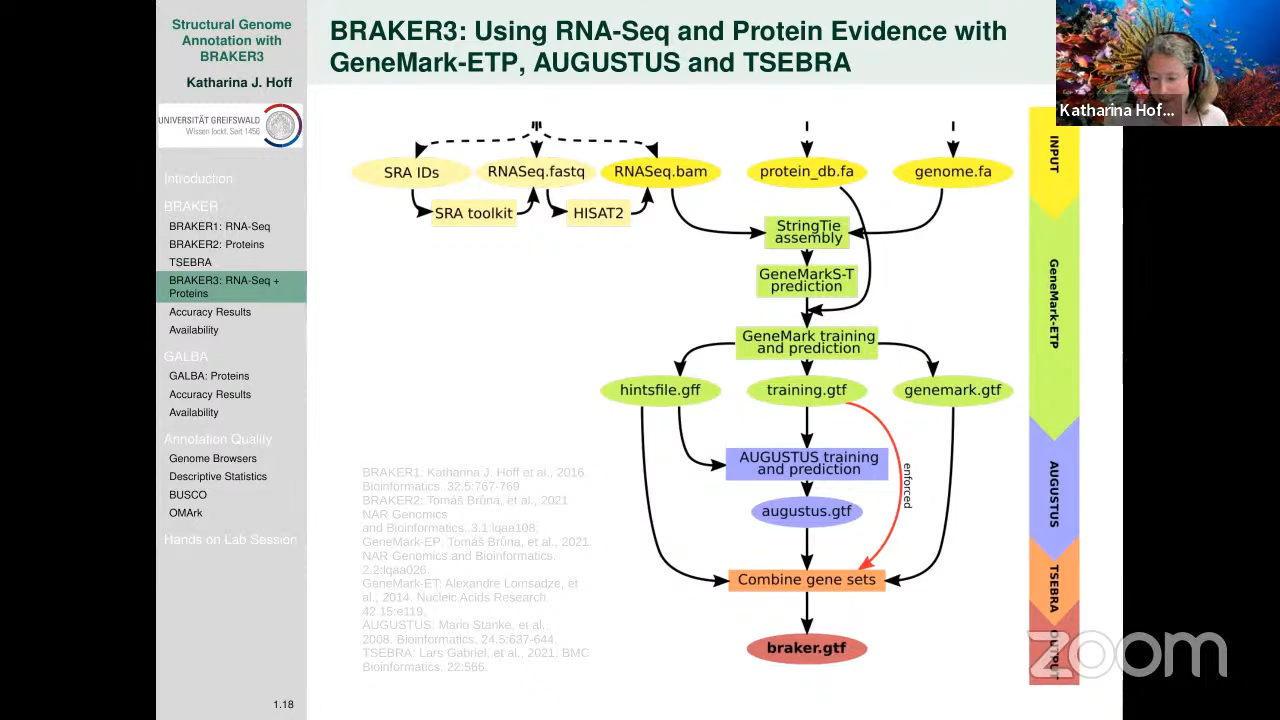 Structural Genome
Annotation with
BRAKER3
Katharina J. Hoff
UNIVERSITÄT GREIFSWALD
Wissen lockt. Seit 1456
Introduction
BRAKER
BRAKER1: RNA-Seq
BRAKER2: Proteins
TSEBRA
BRAKER3: RNA-Seq +
Proteins
Accuracy Results
Availability
GALBA
GALBA: Proteins
Accuracy Results
Availability
Annotation Quality
Genome Browsers
Descriptive Statistics
BUSCO
OMArk
Hands on Lab Session
1.18
BRAKER3: Using RNA-Seq and Protein Evidence with
GeneMark-ETP, AUGUSTUS and TSEBRA
Katharina Hof...
SRA IDs
RNASeq.fastq
RNASeq.bam
protein_db.fa
genome.fa
SRA toolkit
HISAT2
StringTie
assembly
GeneMarkS-T
prediction
GeneMark training
and prediction
hintsfile.gff
training.gtf
genemark.gtf
AUGUSTUS training
and prediction
enforced
augustus.gtf
Combine gene sets
braker.gtf
INPUT
GeneMark-ETP
AUGUSTUS
TSEBRA
OUTPUT
BRAKER1: Katharina J. Hoff et al., 2016.
Bioinformatics. 32.5:767-769
BRAKER2: Tomáš Brůna, et al., 2021
NAR Genomics
and Bioinformatics. 3.1:lqaa108;
GeneMark-EP: Tomáš Brůna, et al., 2021.
NAR Genomics and Bioinformatics.
2.2:lqaa026.
GeneMark-ET: Alexandre Lomsadze, et
al., 2014. Nucleic Acids Research.
42.15:e119.
AUGUSTUS: Mario Stanke, et al.,
2008. Bioinformatics. 24.5:637-644.
TSEBRA: Lars Gabriel, et al., 2021. BMC
Bioinformatics. 22:566.
zoom